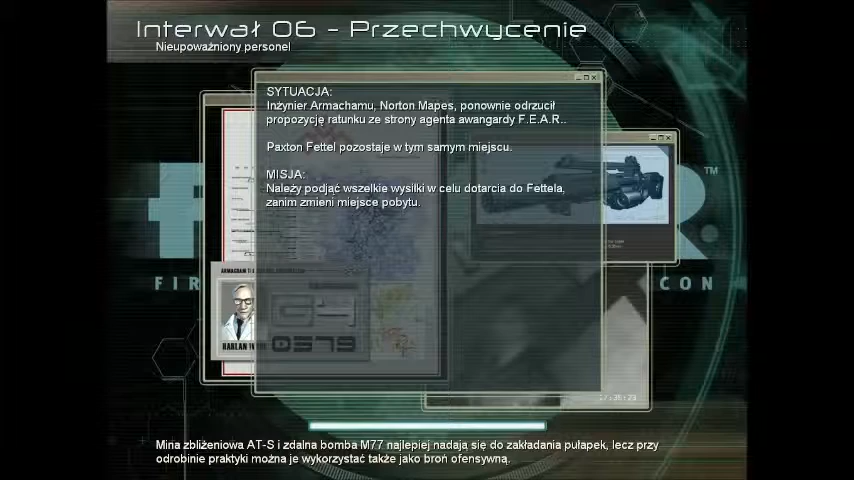 Interwał 06 - Przechwycenie
Nieupoważniony personel
SYTUACJA:
Inżynier Armachamu, Norton Mapes, ponownie odrzucił
propozycję ratunku ze strony agenta awangardy F.E.A.R..
Paxton Fettel pozostaje w tym samym miejscu.
MISJA:
Należy podjąć wszelkie wysiłki w celu dotarcia do Fettela,
zanim zmieni miejsce pobytu.
TM
FIR
CON
HARLAN W
0579
Mina zbliżeniowa AT-S i zdalna bomba M77 najlepiej nadają się do zakładania pułapek, lecz przy
odrobinie praktyki można je wykorzystać także jako broń ofensywną.